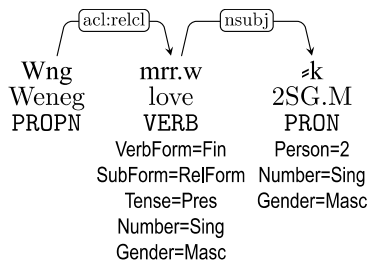 acl:relcl nsubj
Wng mrr.w ⸗k
Weneg love 2SG.M
PROPN VERB PRON
VerbForm=Fin Person=2
SubForm=RelForm Number=Sing
Tense=Pres Gender=Masc
Number=Sing
Gender=Masc